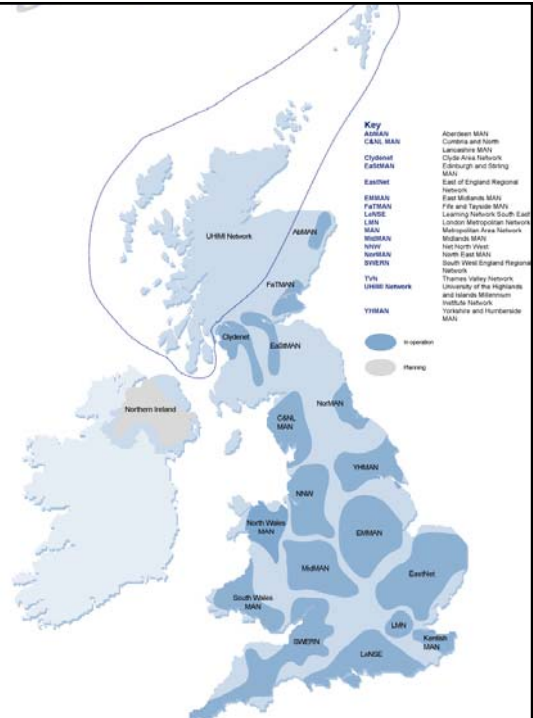 Key
AbMAN Aberdeen MAN
C&NL MAN Cumbria and North
Lancashire MAN
Clydenet Clyde Area Network
EaStMAN Edinburgh and Stirling
MAN
EastNet East of England Regional
Network
EMMAN East Midlands MAN
FaTMAN Fife and Tayside MAN
LeNSE Learning Network South East
LMN London Metropolitan Network
MAN Metropolitan Area Network
MidMAN Midlands MAN
NNW Net North West
NorMAN North East MAN
SWERN South West England Regional
Network
TVN Thames Valley Network
UHIMI Network University of the Highlands
and Islands Millennium
Institute Network
YHMAN Yorkshire and Humberside
MAN
In operation
Planning
UHIMI Network
AbMAN
FaTMAN
Clydenet
EaStMAN
Northern Ireland
NorMAN
C&NL
MAN
YHMAN
NNW
North Wales
MAN
EMMAN
MidMAN
EastNet
South Wales
MAN
LMN
SWERN
Kentish
MAN
LeNSE